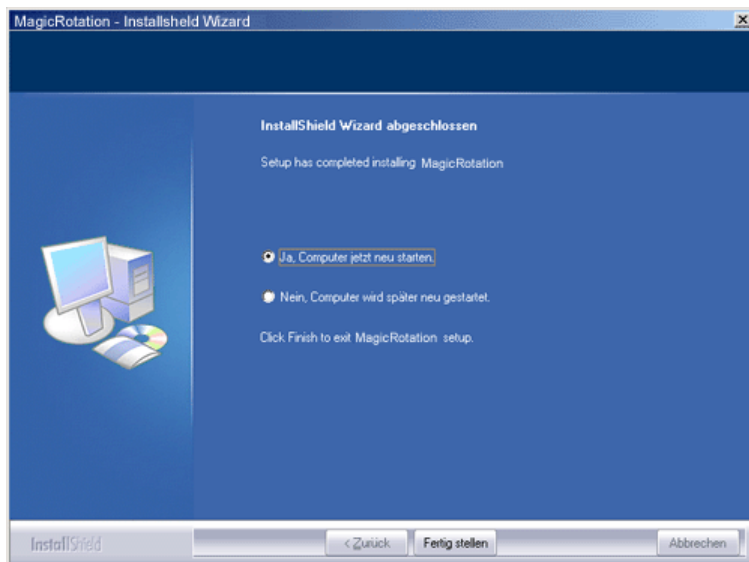 MagicRotation - Installsheld Wizard
InstallShield Wizard abgeschlossen
Setup has completed installing MagicRotation
Ja, Computer jetzt neu starten.
Nein, Computer wird später neu gestartet.
Click Finish to exit MagicRotation setup.
InstallShield
< Zurück
Fertig stellen
Abbrechen